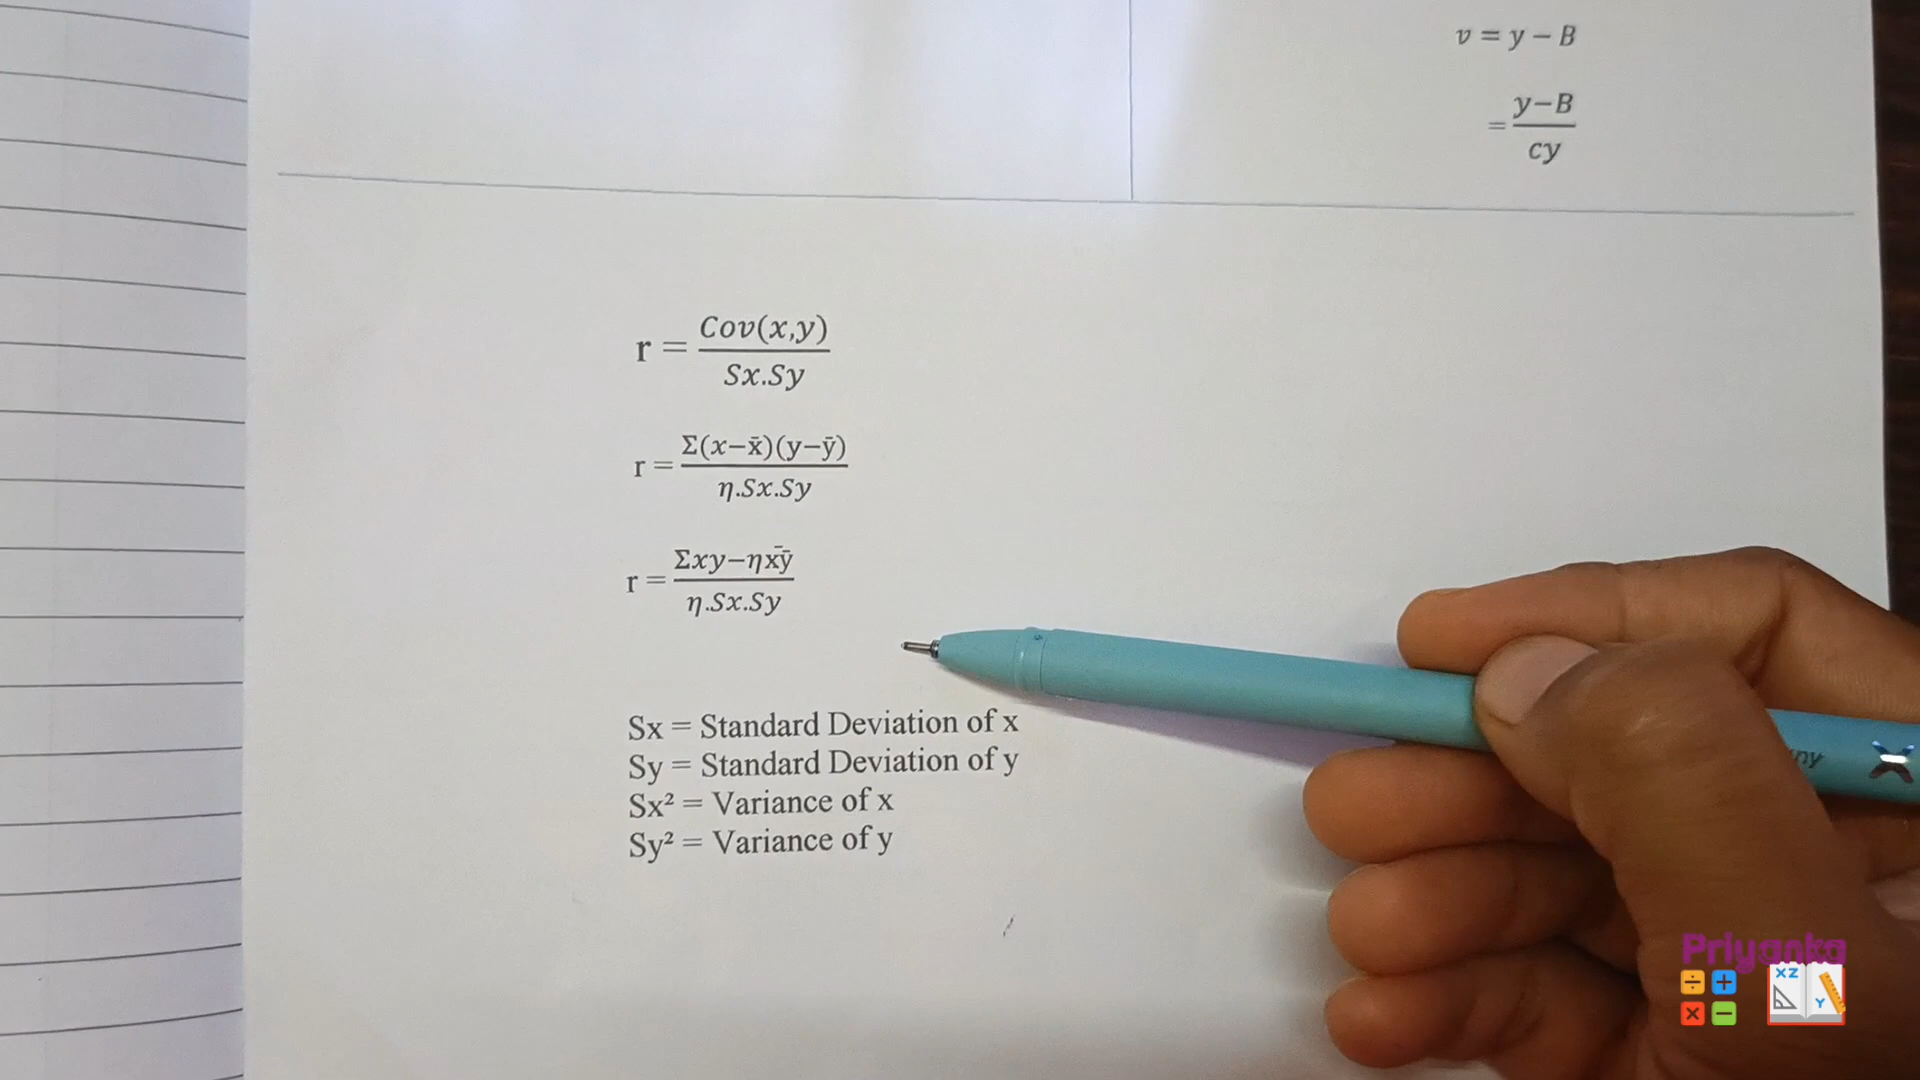 v = y − B
= y−B / cy
r = Cov(x,y) / Sx.Sy
r = Σ(x−x̄)(y−ȳ) / η.Sx.Sy
r = Σxy−ηx̄ȳ / η.Sx.Sy
Sx = Standard Deviation of x
Sy = Standard Deviation of y
Sx² = Variance of x
Sy² = Variance of y
Priyanka
XZ
Y